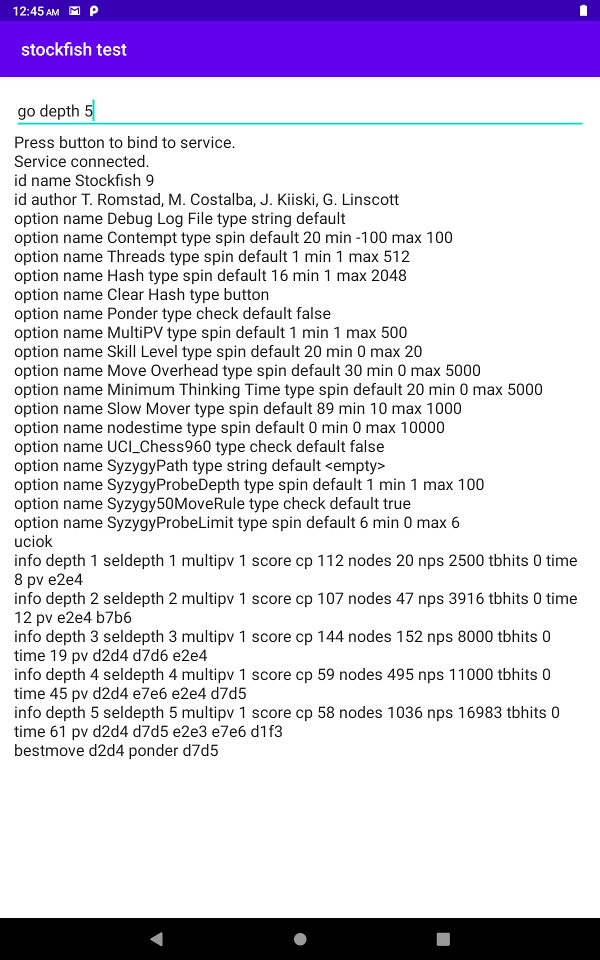 12:45 AM
stockfish test
go depth 5
Press button to bind to service.
Service connected.
id name Stockfish 9
id author T. Romstad, M. Costalba, J. Kiiski, G. Linscott
option name Debug Log File type string default
option name Contempt type spin default 20 min -100 max 100
option name Threads type spin default 1 min 1 max 512
option name Hash type spin default 16 min 1 max 2048
option name Clear Hash type button
option name Ponder type check default false
option name MultiPV type spin default 1 min 1 max 500
option name Skill Level type spin default 20 min 0 max 20
option name Move Overhead type spin default 30 min 0 max 5000
option name Minimum Thinking Time type spin default 20 min 0 max 5000
option name Slow Mover type spin default 89 min 10 max 1000
option name nodestime type spin default 0 min 0 max 10000
option name UCI_Chess960 type check default false
option name SyzygyPath type string default <empty>
option name SyzygyProbeDepth type spin default 1 min 1 max 100
option name Syzygy50MoveRule type check default true
option name SyzygyProbeLimit type spin default 6 min 0 max 6
uciok
info depth 1 seldepth 1 multipv 1 score cp 112 nodes 20 nps 2500 tbhits 0 time
8 pv e2e4
info depth 2 seldepth 2 multipv 1 score cp 107 nodes 47 nps 3916 tbhits 0 time
12 pv e2e4 b7b6
info depth 3 seldepth 3 multipv 1 score cp 144 nodes 152 nps 8000 tbhits 0
time 19 pv d2d4 d7d6 e2e4
info depth 4 seldepth 4 multipv 1 score cp 59 nodes 495 nps 11000 tbhits 0
time 45 pv d2d4 e7e6 e2e4 d7d5
info depth 5 seldepth 5 multipv 1 score cp 58 nodes 1036 nps 16983 tbhits 0
time 61 pv d2d4 d7d5 e2e3 e7e6 d1f3
bestmove d2d4 ponder d7d5